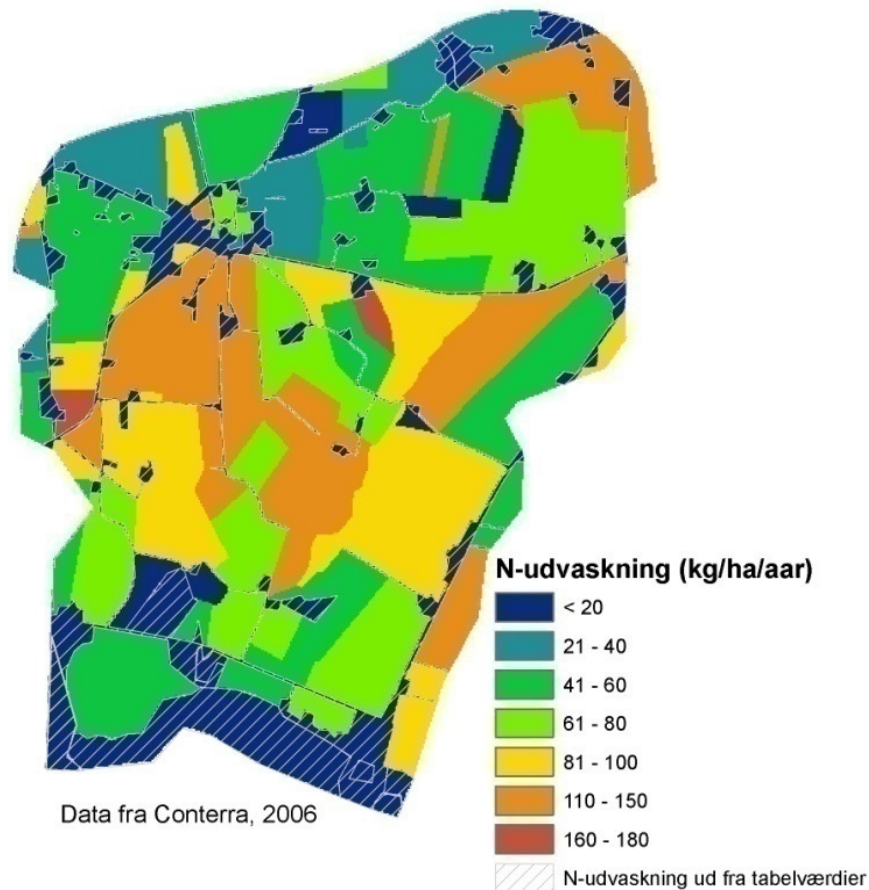 N-udvaskning (kg/ha/aar)
< 20
21 - 40
41 - 60
61 - 80
81 - 100
110 - 150
160 - 180
N-udvaskning ud fra tabelværdier
Data fra Conterra, 2006